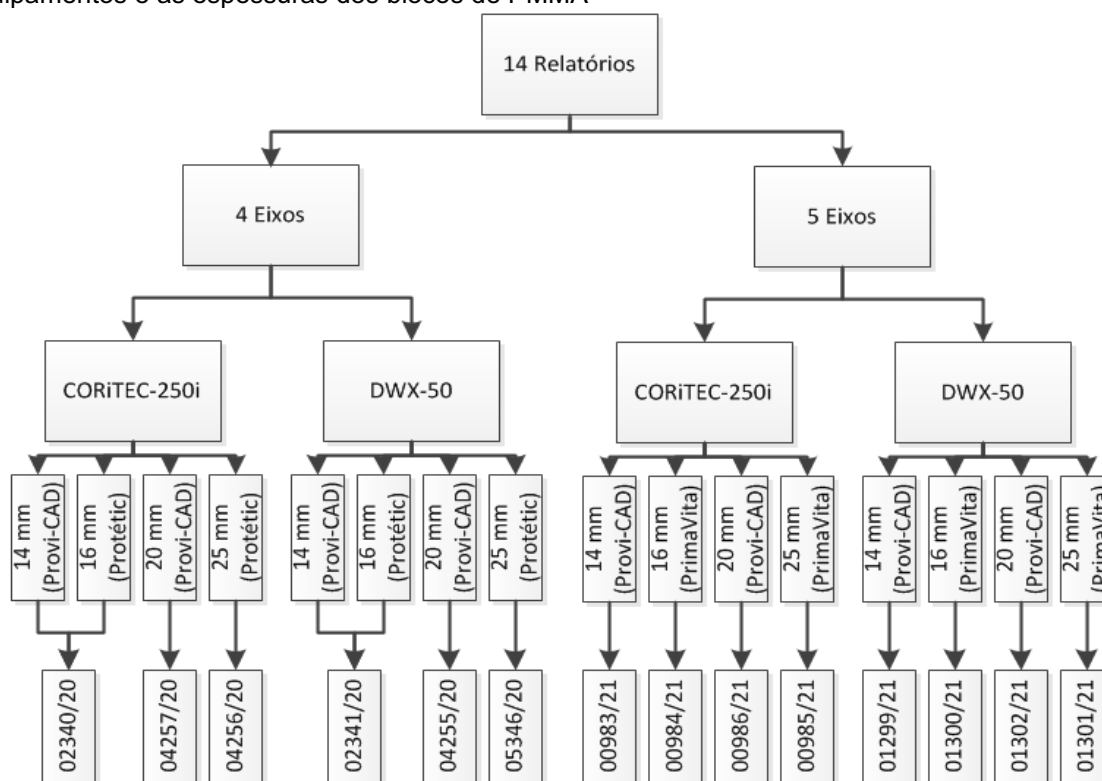 equipamentos e as espessuras dos blocos de PMMA
14 Relatórios
4 Eixos
5 Eixos
CORiTEC-250i
DWX-50
CORiTEC-250i
DWX-50
14 mm
(Provi-CAD)
16 mm
(Protétic)
20 mm
(Provi-CAD)
25 mm
(Protétic)
14 mm
(Provi-CAD)
16 mm
(Protétic)
20 mm
(Provi-CAD)
25 mm
(Protétic)
14 mm
(Provi-CAD)
16 mm
(PrimaVita)
20 mm
(Provi-CAD)
25 mm
(PrimaVita)
14 mm
(Provi-CAD)
16 mm
(PrimaVita)
20 mm
(Provi-CAD)
25 mm
(PrimaVita)
02340/20
04257/20
04256/20
02341/20
04255/20
05346/20
00983/21
00984/21
00986/21
00985/21
01299/21
01300/21
01302/21
01301/21